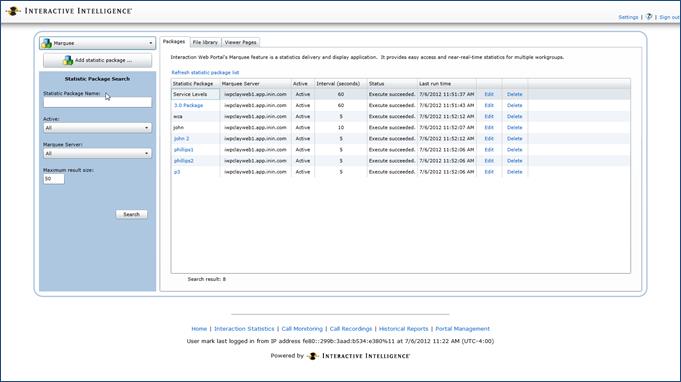 INTERACTIVE INTELLIGENCE®
Settings | ? | Sign out
Marquee
Add statistic package ...
Statistic Package Search
Statistic Package Name:
Active:
All
Marquee Server:
All
Maximum result size:
50
Search
Packages File library Viewer Pages
Interaction Web Portal's Marquee feature is a statistics delivery and display application. It provides easy access and near-real-time statistics for multiple workgroups.
Refresh statistic package list
Statistic Package Marquee Server Active Interval (seconds) Status Last run time
Service Levels iwpclayweb1.app.inin.com Active 60 Execute succeeded. 7/6/2012 11:51:37 AM Edit Delete
3.0 Package iwpclayweb1.app.inin.com Active 60 Execute succeeded. 7/6/2012 11:51:43 AM Edit Delete
wca iwpclayweb1.app.inin.com Active 5 Execute succeeded. 7/6/2012 11:52:12 AM Edit Delete
john iwpclayweb1.app.inin.com Active 10 Execute succeeded. 7/6/2012 11:52:07 AM Edit Delete
john 2 iwpclayweb1.app.inin.com Active 5 Execute succeeded. 7/6/2012 11:52:12 AM Edit Delete
phillips1 iwpclayweb1.app.inin.com Active 5 Execute succeeded. 7/6/2012 11:52:06 AM Edit Delete
phillips2 iwpclayweb1.app.inin.com Active 5 Execute succeeded. 7/6/2012 11:52:06 AM Edit Delete
p3 iwpclayweb1.app.inin.com Active 5 Execute succeeded. 7/6/2012 11:52:06 AM Edit Delete
Search result: 8
Home | Interaction Statistics | Call Monitoring | Call Recordings | Historical Reports | Portal Management
User mark last logged in from IP address fe80::299b:3aad:b534:e380%11 at 7/6/2012 11:22 AM (UTC-4:00)
Powered by INTERACTIVE INTELLIGENCE®